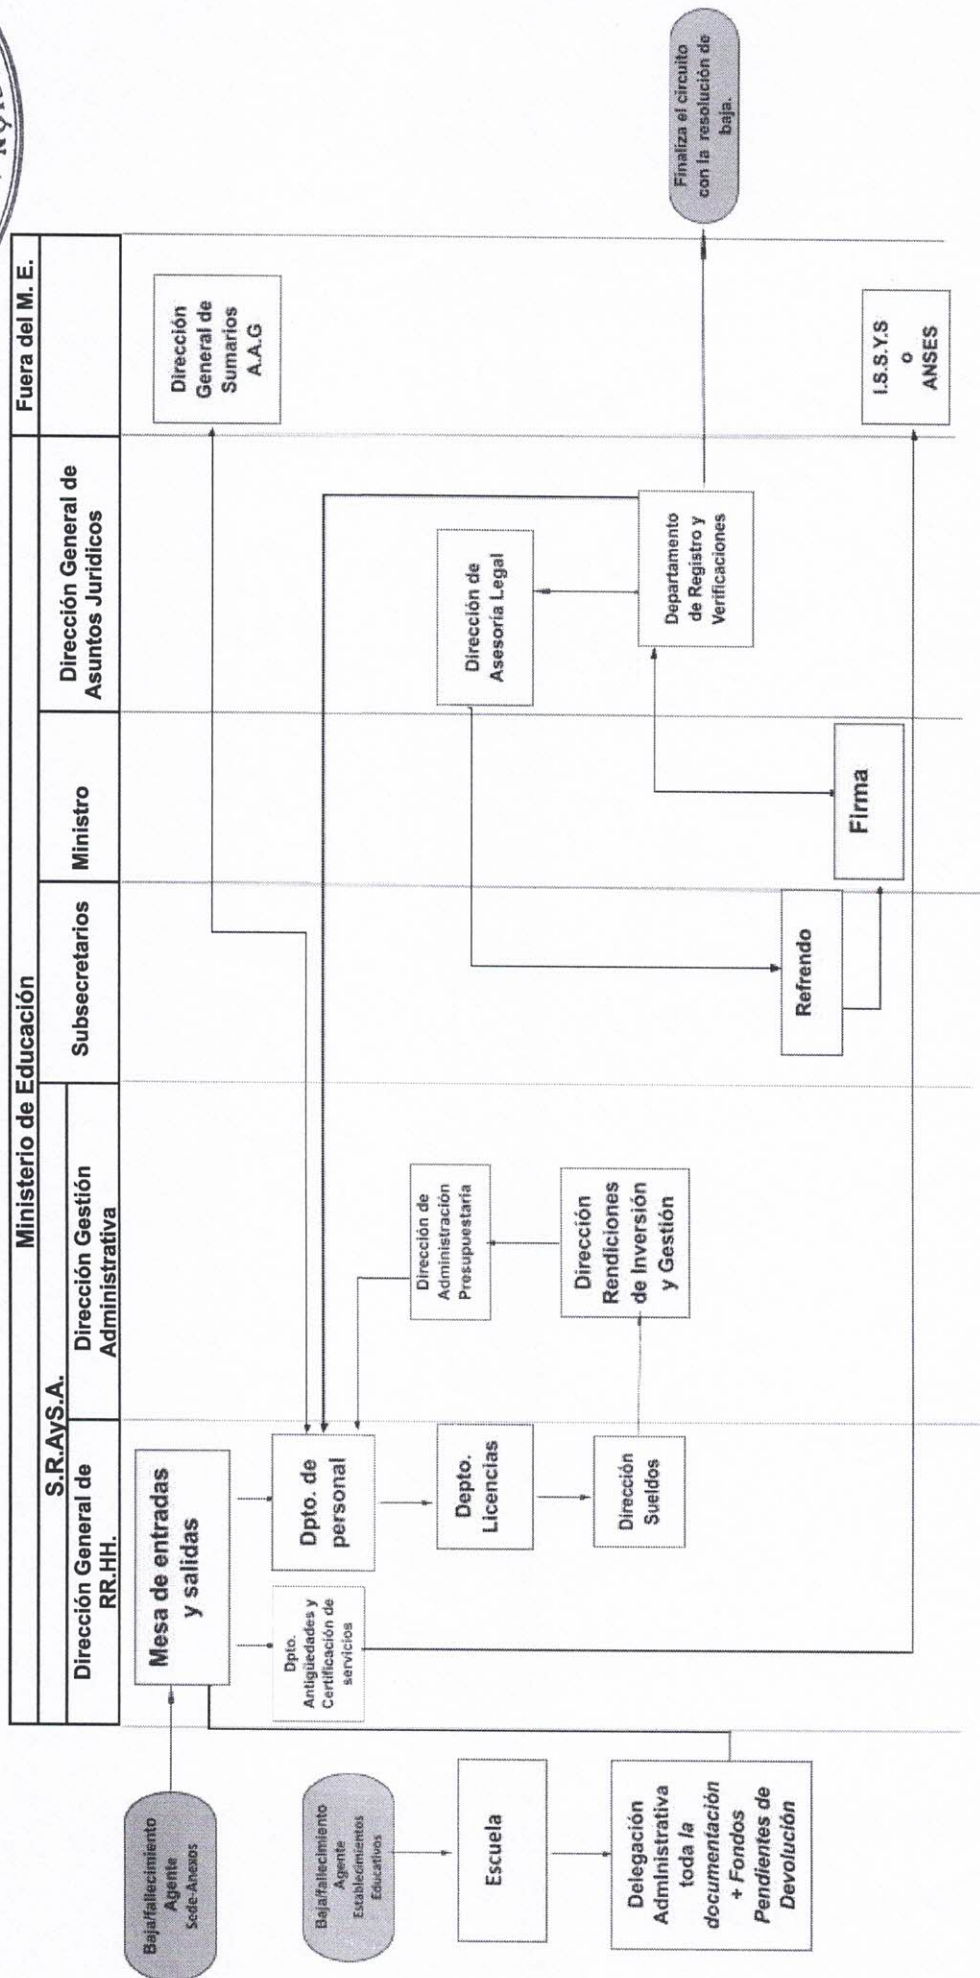 Ministerio de Educación
Fuera del M. E.
S.R.AyS.A.
Subsecretarios
Ministro
Dirección General de
Asuntos Juridicos
Dirección General de
RR.HH.
Dirección Gestión
Administrativa
Baja/fallecimiento
Agente
Sede-Anexos
Mesa de entradas
y salidas
Dirección
General de
Sumarios
A.A.G
Baja/fallecimiento
Agente
Establecimientos
Educativos
Dpto.
Antigüedades y
Certificación de
servicios
Dpto. de
personal
Dirección de
Administración
Presupuestaria
Dirección de
Asesoría Legal
Escuela
Depto.
Licencias
Dirección
Sueldos
Dirección
Rendiciones
de Inversión
y Gestión
Departamento
de Registro y
Verificaciones
Finaliza el circuito
con la resolución de
baja.
Delegación
Administrativa
toda la
documentación
+ Fondos
Pendientes de
Devolución
Refrendo
Firma
I.S.S.Y.S
o
ANSES